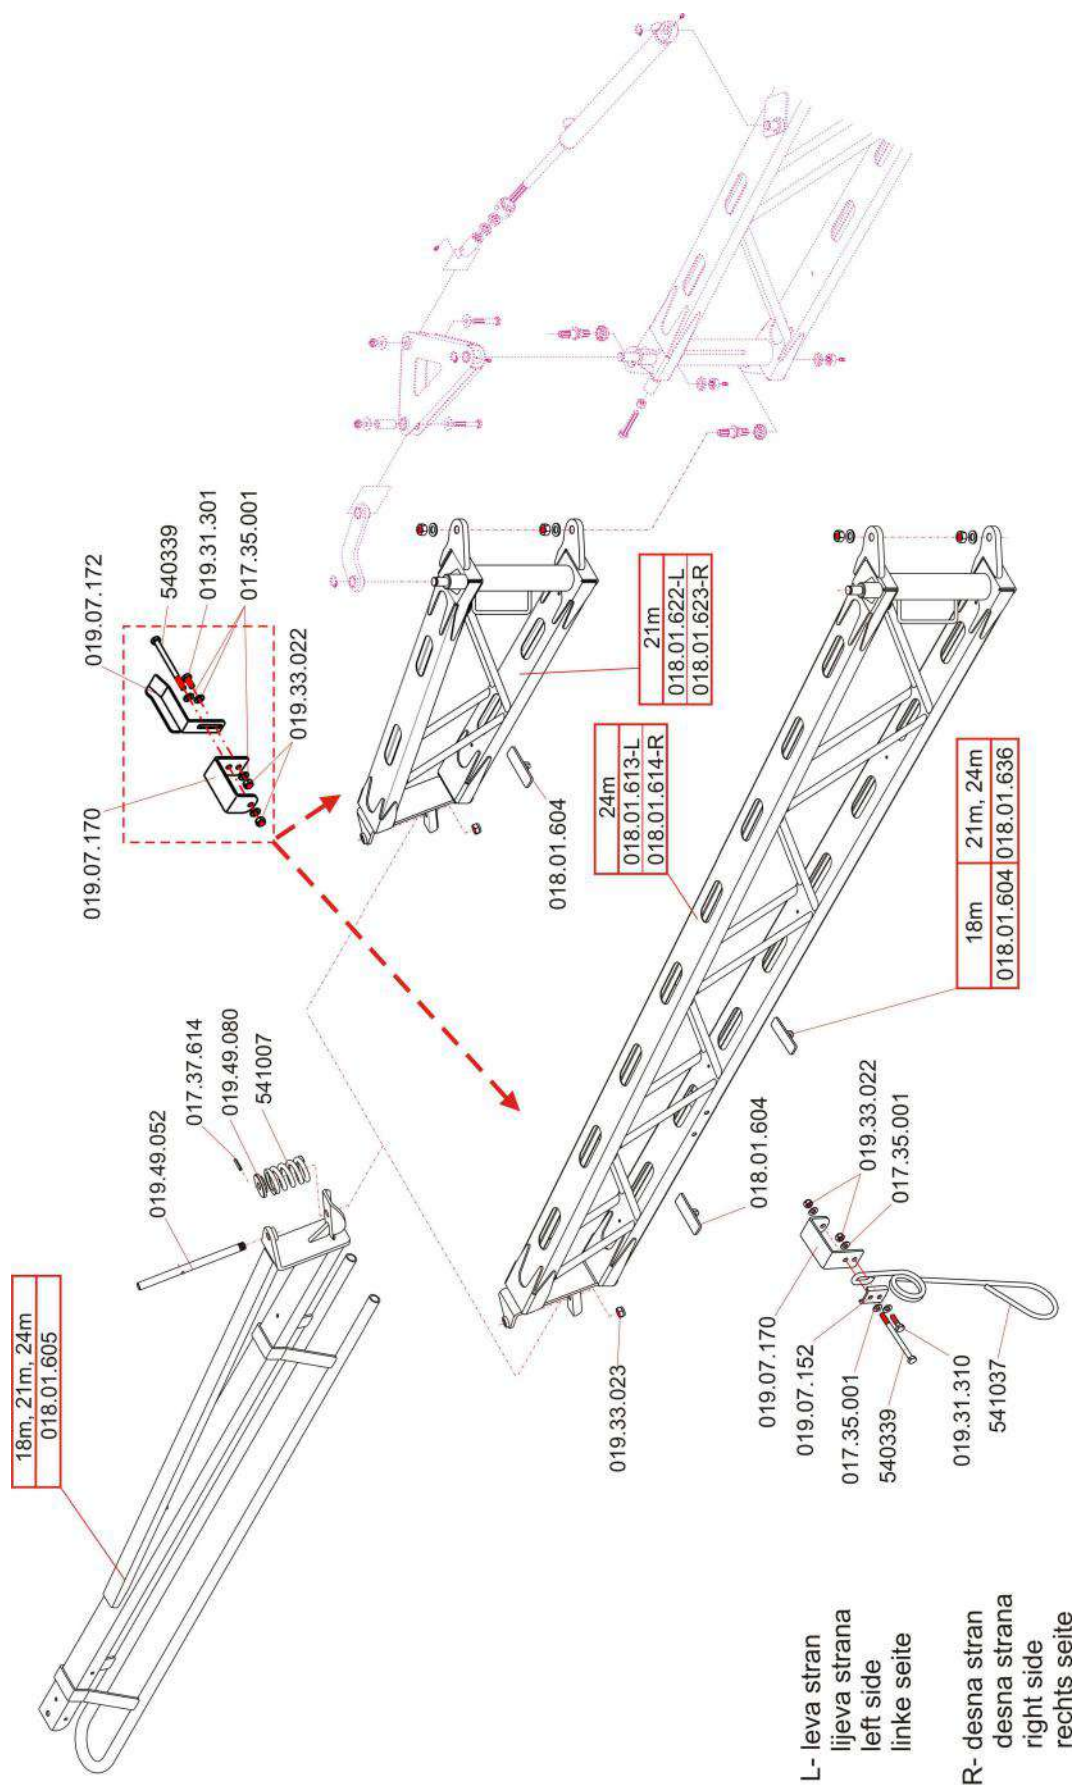 18m, 21m, 24m
018.01.605
019.49.052
017.37.614
019.49.080
541007
019.07.170
019.07.172
540339
019.31.301
017.35.001
019.33.022
018.01.604
21m
018.01.622-L
018.01.623-R
24m
018.01.613-L
018.01.614-R
18m
21m, 24m
018.01.604
018.01.636
018.01.604
019.33.023
019.07.170
019.07.152
017.35.001
540339
019.31.310
541037
019.33.022
017.35.001
L- leva stran
lijeva strana
left side
linke seite
R- desna stran
desna strana
right side
rechts seite